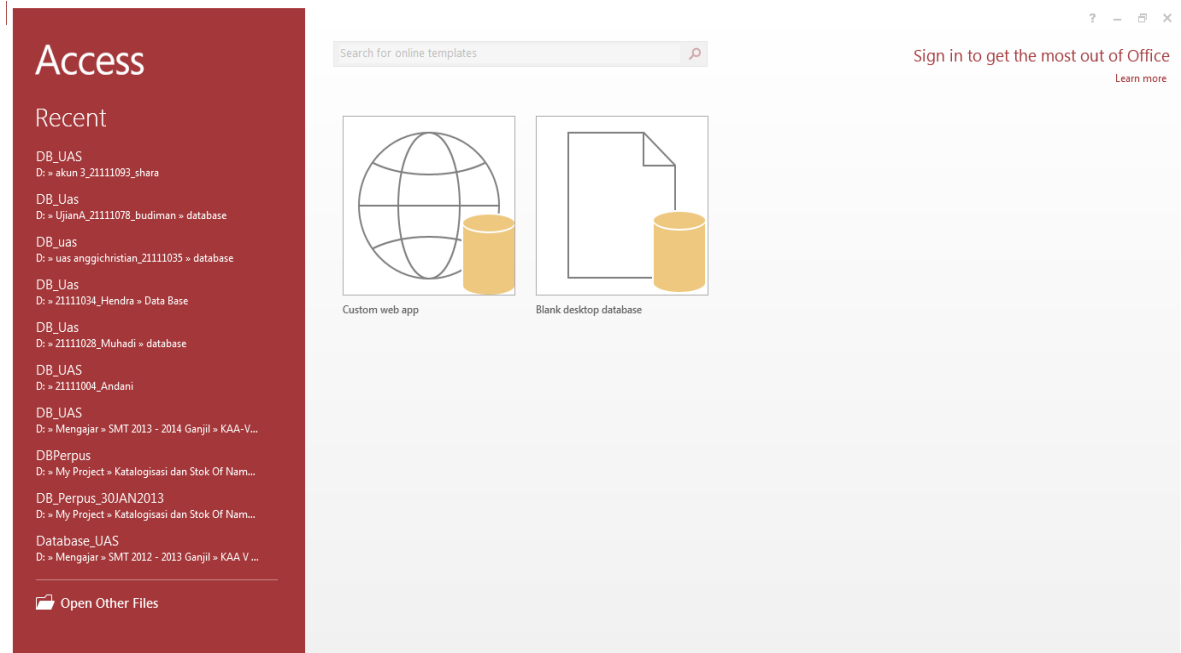 Access
Recent
DB_UAS
D: » akun 3_21111093_shara
DB_Uas
D: » UjianA_21111078_budiman » database
DB_uas
D: » uas anggichristian_21111035 » database
DB_Uas
D: » 21111034_Hendra » Data Base
DB_Uas
D: » 21111028_Muhadi » database
DB_UAS
D: » 21111004_Andani
DB_UAS
D: » Mengajar » SMT 2013 - 2014 Ganjil » KAA-V...
DBPerpus
D: » My Project » Katalogisasi dan Stok Of Nam...
DB_Perpus_30JAN2013
D: » My Project » Katalogisasi dan Stok Of Nam...
Database_UAS
D: » Mengajar » SMT 2012 - 2013 Ganjil » KAA V ...
Open Other Files
Search for online templates
Custom web app
Blank desktop database
?
Sign in to get the most out of Office
Learn more